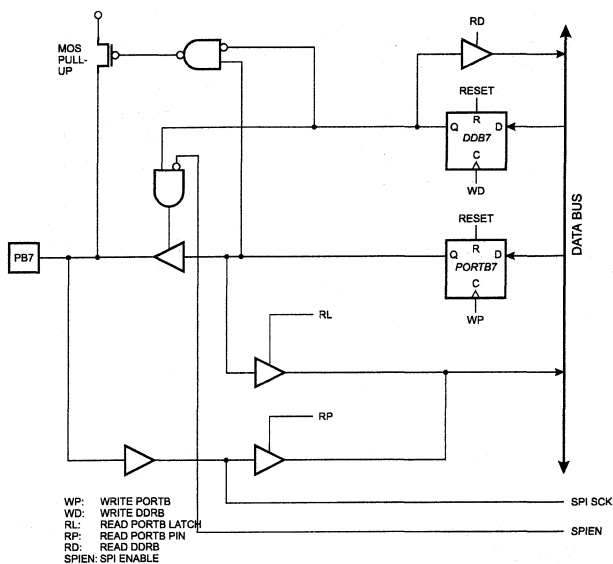 RD
MOS
PULL-
UP
RESET
R
Q
D
DDB7
C
WD
DATA BUS
RESET
R
PB7
Q
D
PORTB7
C
WP
RL
RP
WP: WRITE PORTB
WD: WRITE DDRB
RL: READ PORTB LATCH
RP: READ PORTB PIN
RD: READ DDRB
SPIEN: SPI ENABLE
SPI SCK
SPIEN